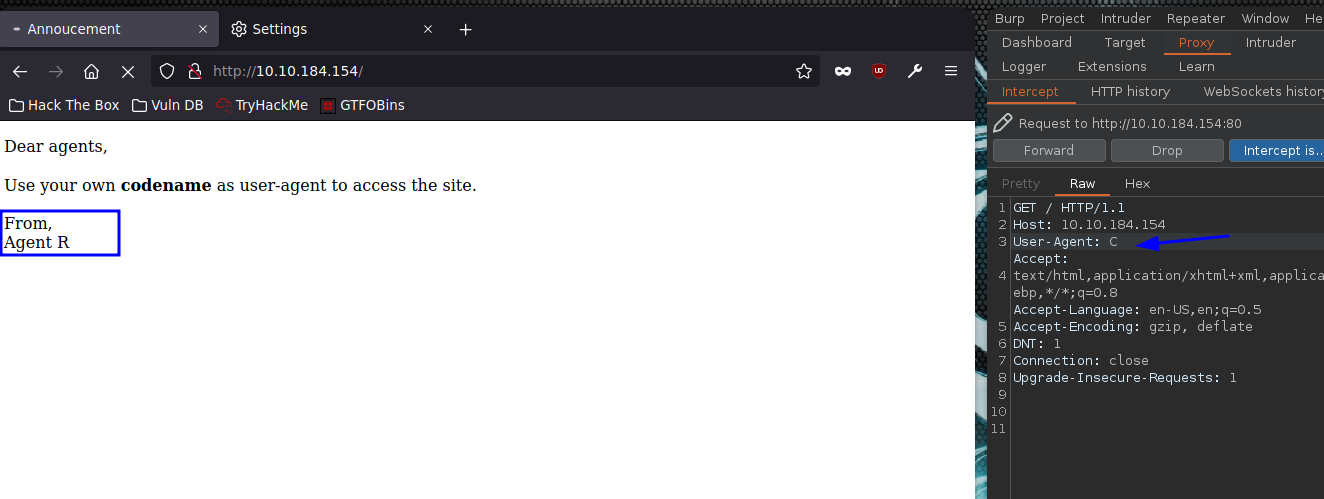 Annoucement
Settings
http://10.10.184.154/
Hack The Box
Vuln DB
TryHackMe
GTFOBins
Dear agents,
Use your own codename as user-agent to access the site.
From,
Agent R
Burp Project Intruder Repeater Window He
Dashboard Target Proxy Intruder
Logger Extensions Learn
Intercept HTTP history WebSockets history
Request to http://10.10.184.154:80
Forward Drop Intercept is...
Pretty Raw Hex
1 GET / HTTP/1.1
2 Host: 10.10.184.154
3 User-Agent: C
Accept:
4 text/html,application/xhtml+xml,applica
ebp,*/*;q=0.8
Accept-Language: en-US,en;q=0.5
5 Accept-Encoding: gzip, deflate
6 DNT: 1
7 Connection: close
8 Upgrade-Insecure-Requests: 1
9
10
11